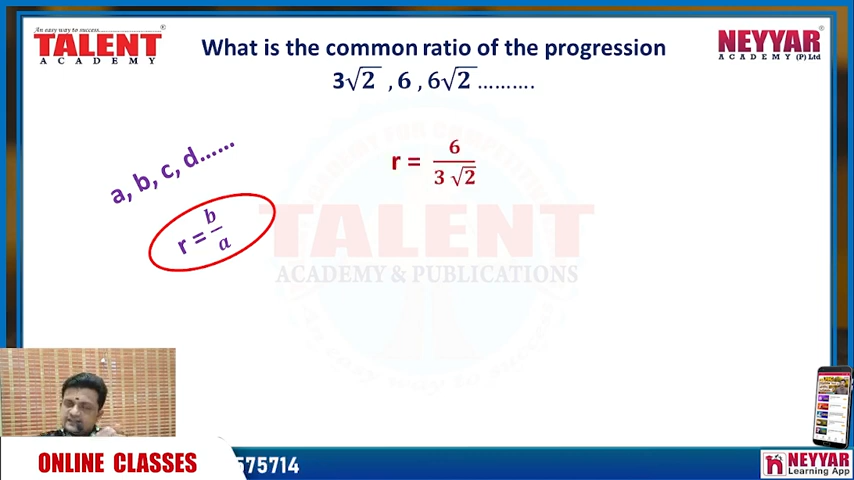 An easy way to success..................
TALENT
ACADEMY
What is the common ratio of the progression
3√2 , 6 , 6√2..........
NEYYAR
ACADEMY (P) Ltd
a, b, c, d......
r = b/a
r = 6/(3 √2)
TALENT
ACADEMY & PUBLICATIONS
ONLINE CLASSES
575714
NEYYAR
Learning App